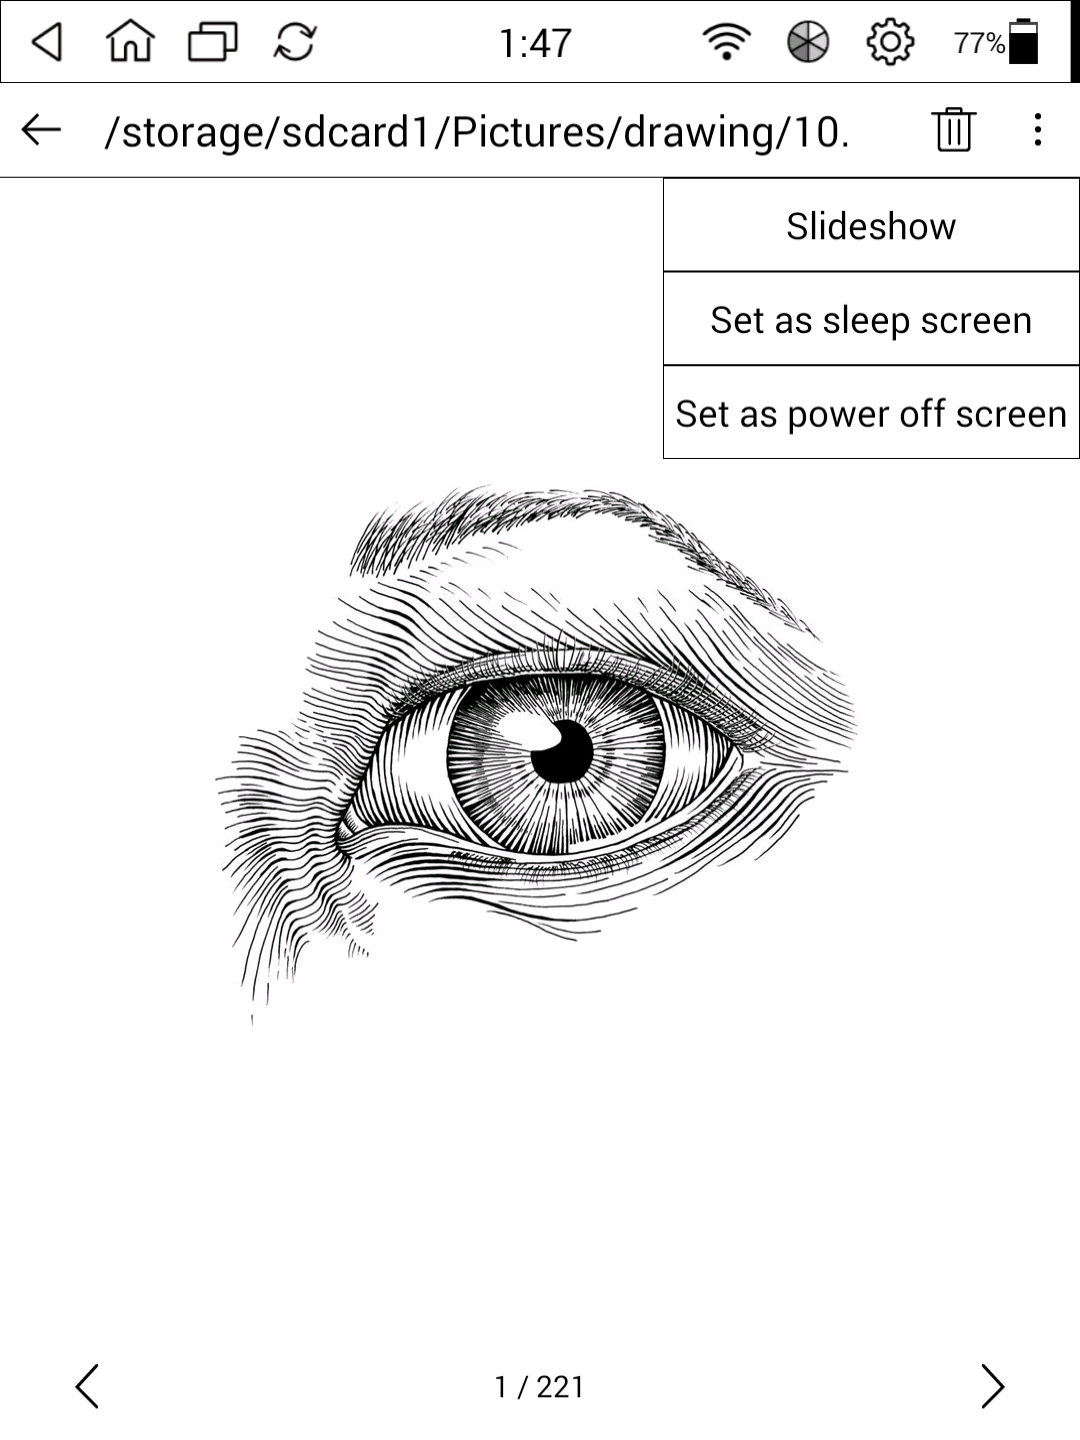 1:47
77%
/storage/sdcard1/Pictures/drawing/10.
Slideshow
Set as sleep screen
Set as power off screen
1 / 221